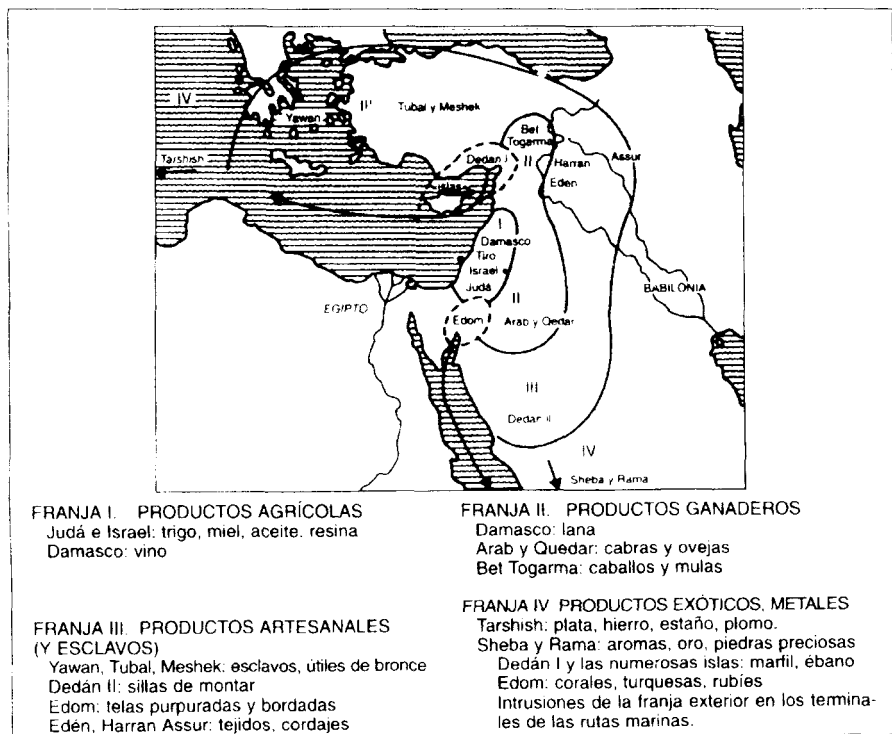 IV
Yawan
III
Tubal y Meshek
Bet
Togarma
Tarshish
Dedán I
II
Harran
Assur
Eden
Islas
I
Damasco
Tiro
Israel
Judá
BABILONIA
EGIPTO
II
Edom
Arab y Qedar
III
Dedán II
IV
Sheba y Rama
FRANJA I. PRODUCTOS AGRÍCOLAS
Judá e Israel: trigo, miel, aceite. resina
Damasco: vino
FRANJA II. PRODUCTOS GANADEROS
Damasco: lana
Arab y Quedar: cabras y ovejas
Bet Togarma: caballos y mulas
FRANJA III. PRODUCTOS ARTESANALES
(Y ESCLAVOS)
Yawan, Tubal, Meshek: esclavos, útiles de bronce
Dedán II: sillas de montar
Edom: telas purpuradas y bordadas
Edén, Harran Assur: tejidos, cordajes
FRANJA IV PRODUCTOS EXÓTICOS, METALES
Tarshish: plata, hierro, estaño, plomo.
Sheba y Rama: aromas, oro, piedras preciosas
Dedán I y las numerosas islas: marfil, ébano
Edom: corales, turquesas, rubíes
Intrusiones de la franja exterior en los termina-
les de las rutas marinas.